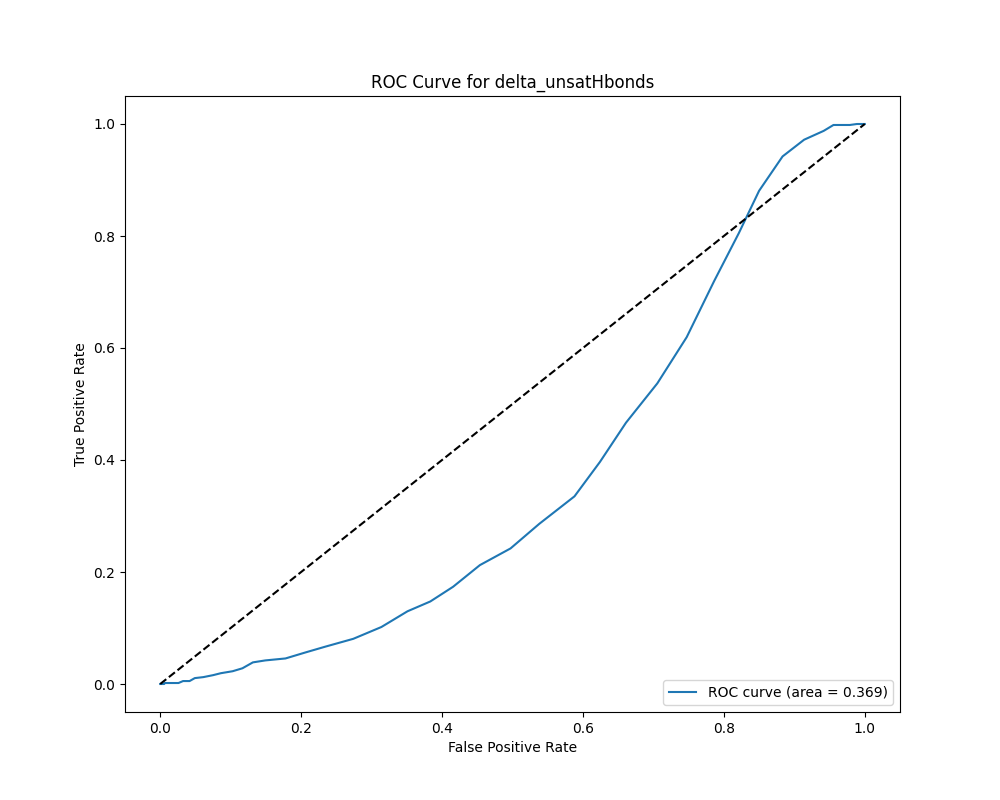 ROC Curve for delta_unsatHbonds
True Positive Rate
1.0
0.8
0.6
0.4
0.2
0.0
ROC curve (area = 0.369)
0.0 0.2 0.4 0.6 0.8 1.0
False Positive Rate